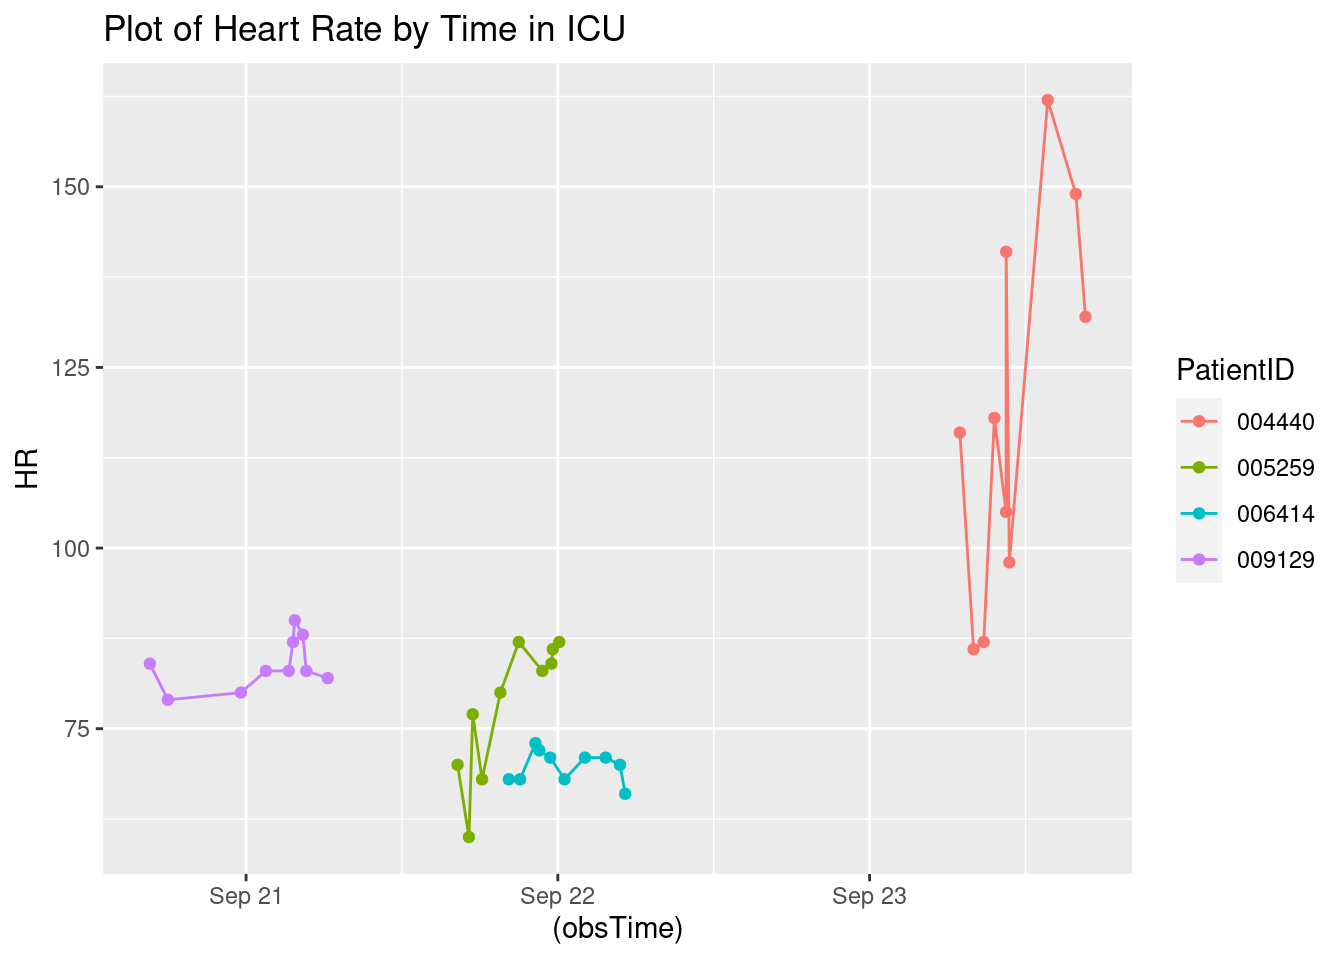 Plot of Heart Rate by Time in ICU
150
125
100
75
HR
Sep 21
Sep 22
Sep 23
(obsTime)
PatientID
004440
005259
006414
009129